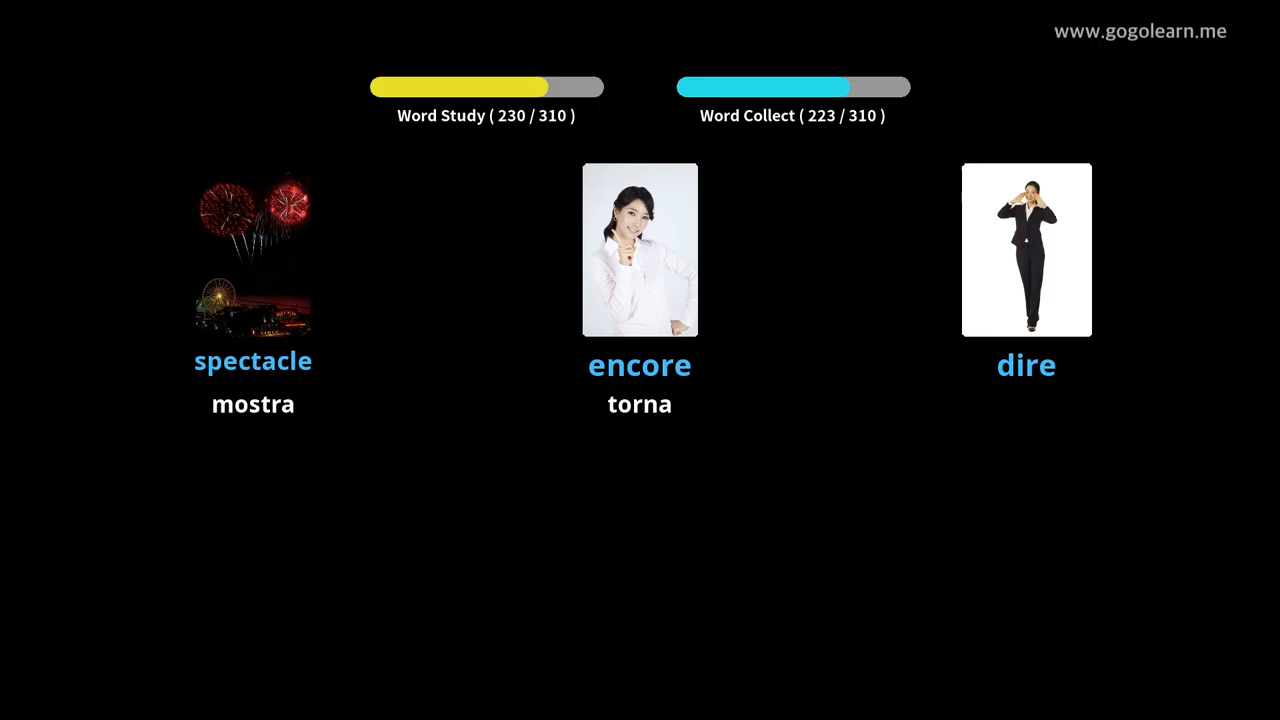 www.gogolearn.me
Word Study ( 230 / 310 )
Word Collect ( 223 / 310 )
spectacle
encore
dire
mostra
torna